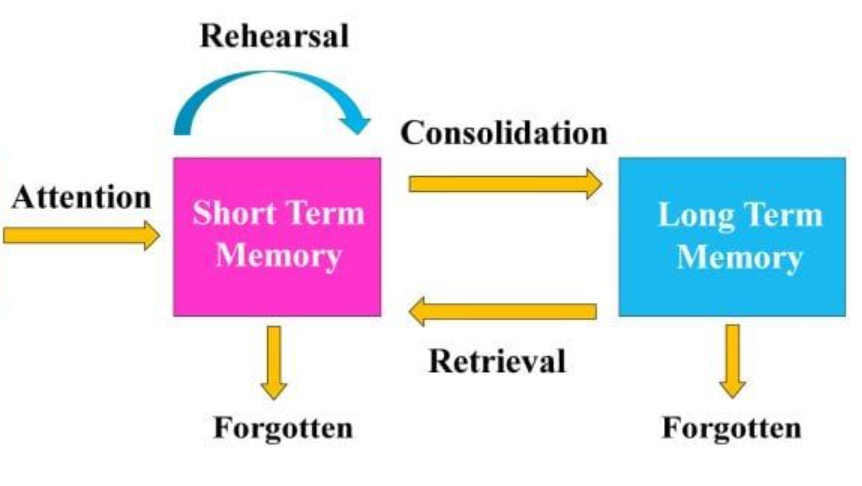 Rehearsal
Consolidation
Attention
Short Term
Memory
Long Term
Memory
Retrieval
Forgotten
Forgotten